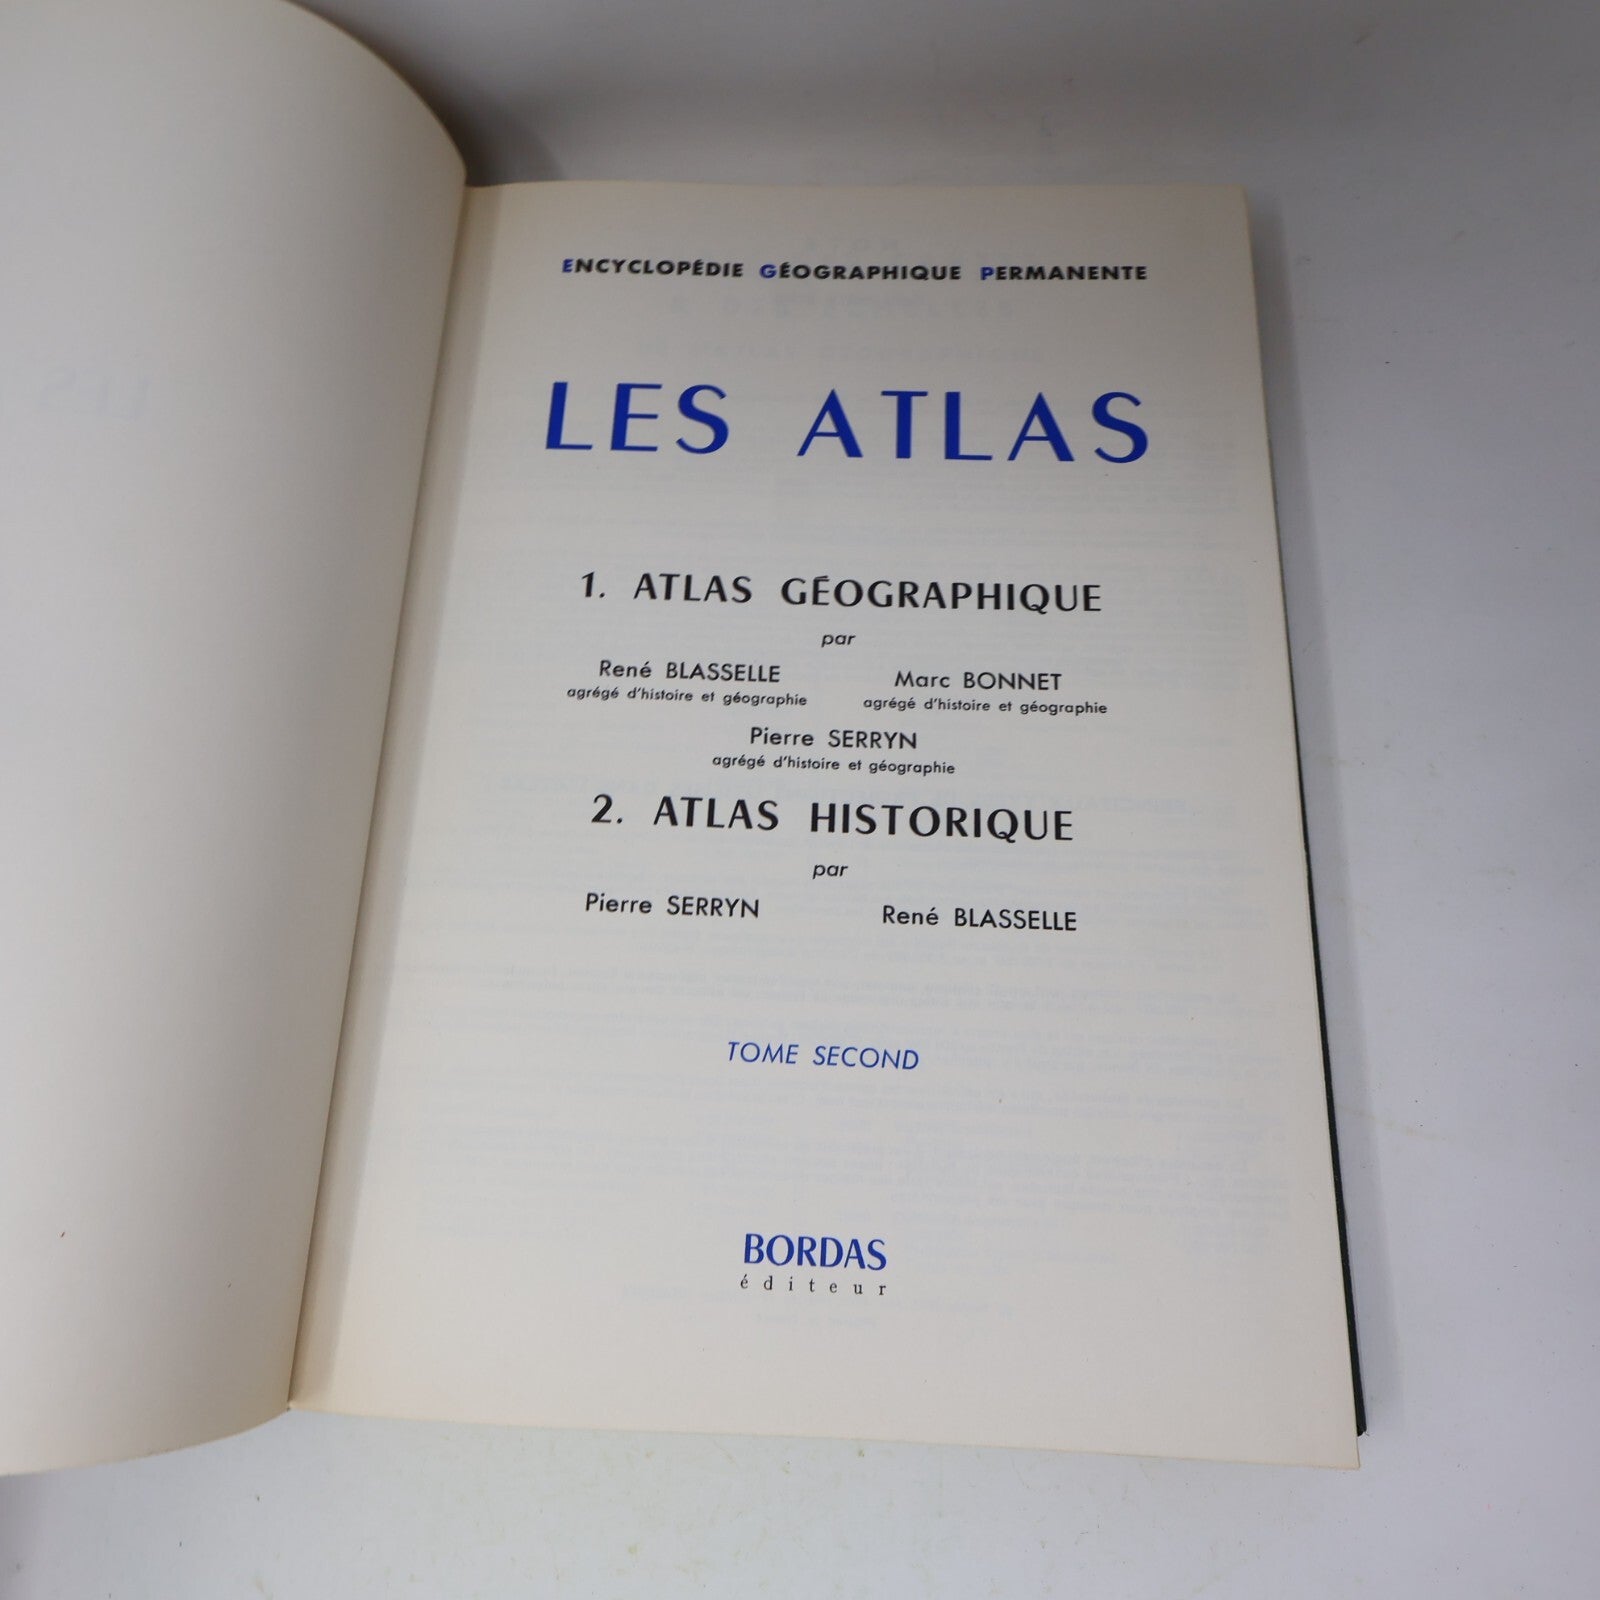 ENCYCLOPÉDIE GÉOGRAPHIQUE PERMANENTE
LES ATLAS
1. ATLAS GÉOGRAPHIQUE
par
René BLASSELLE Marc BONNET
agrégé d'histoire et géographie agrégé d'histoire et géographie
Pierre SERRYN
agrégé d'histoire et géographie
2. ATLAS HISTORIQUE
par
Pierre SERRYN René BLASSELLE
TOME SECOND
BORDAS
éditeur